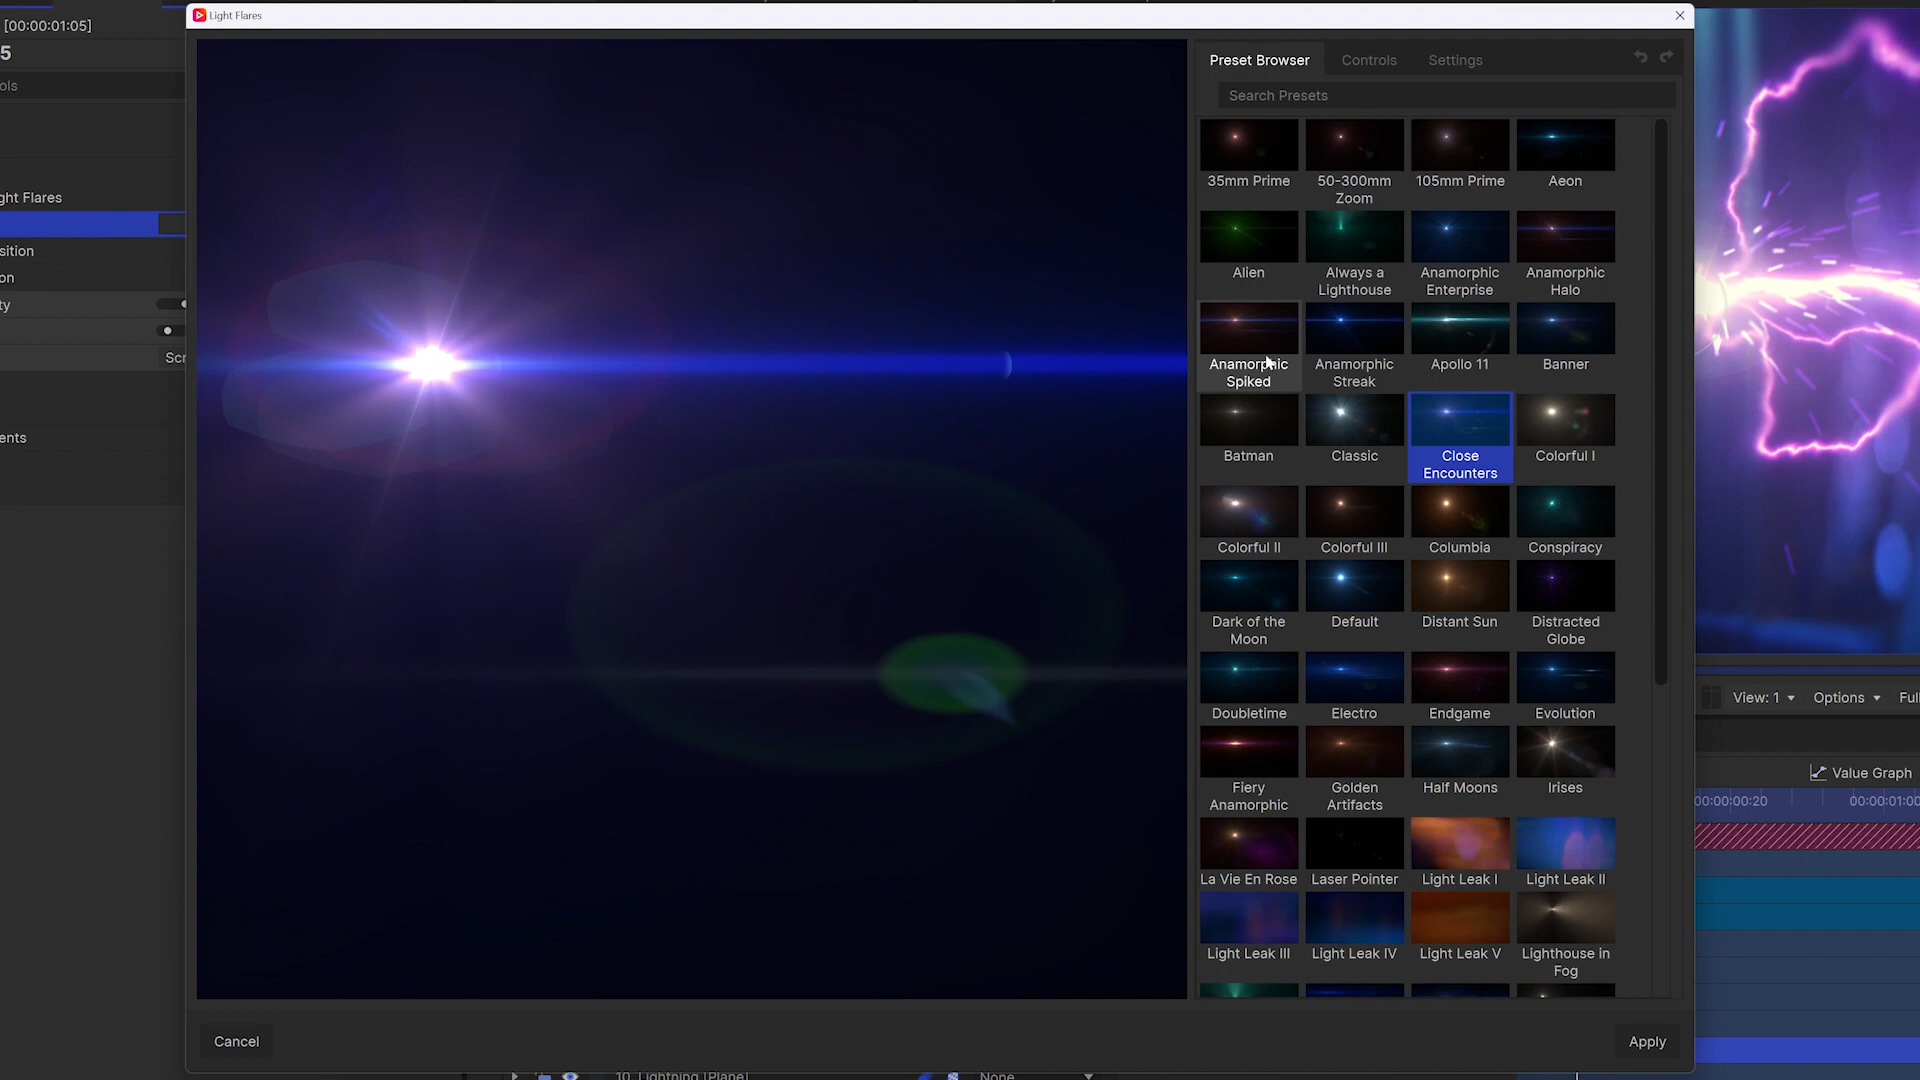 [00:00:01:05]
5
ols
ght Flares
sition
on
ty
Scr
ents
Light Flares
Preset Browser
Controls
Settings
Search Presets
35mm Prime
50-300mm
Zoom
105mm Prime
Aeon
Alien
Always a
Lighthouse
Anamorphic
Enterprise
Anamorphic
Halo
Anamorphic
Spiked
Anamorphic
Streak
Apollo 11
Banner
Batman
Classic
Close
Encounters
Colorful I
Colorful II
Colorful III
Columbia
Conspiracy
Dark of the
Moon
Default
Distant Sun
Distracted
Globe
Doubletime
Electro
Endgame
Evolution
Fiery
Anamorphic
Golden
Artifacts
Half Moons
Irises
La Vie En Rose
Laser Pointer
Light Leak I
Light Leak II
Light Leak III
Light Leak IV
Light Leak V
Lighthouse in
Fog
Cancel
Apply
View: 1
Options
Full
Value Graph
00:00:00:20
00:00:01:00
10. Lightning [Plane]
None